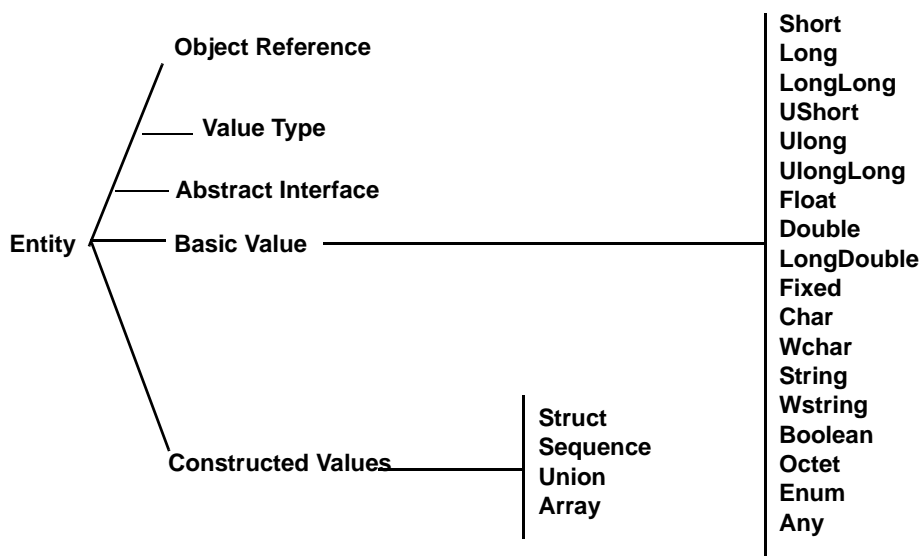 Object Reference
Value Type
Abstract Interface
Entity
Basic Value
Constructed Values
Struct
Sequence
Union
Array
Short
Long
LongLong
UShort
Ulong
UlongLong
Float
Double
LongDouble
Fixed
Char
Wchar
String
Wstring
Boolean
Octet
Enum
Any